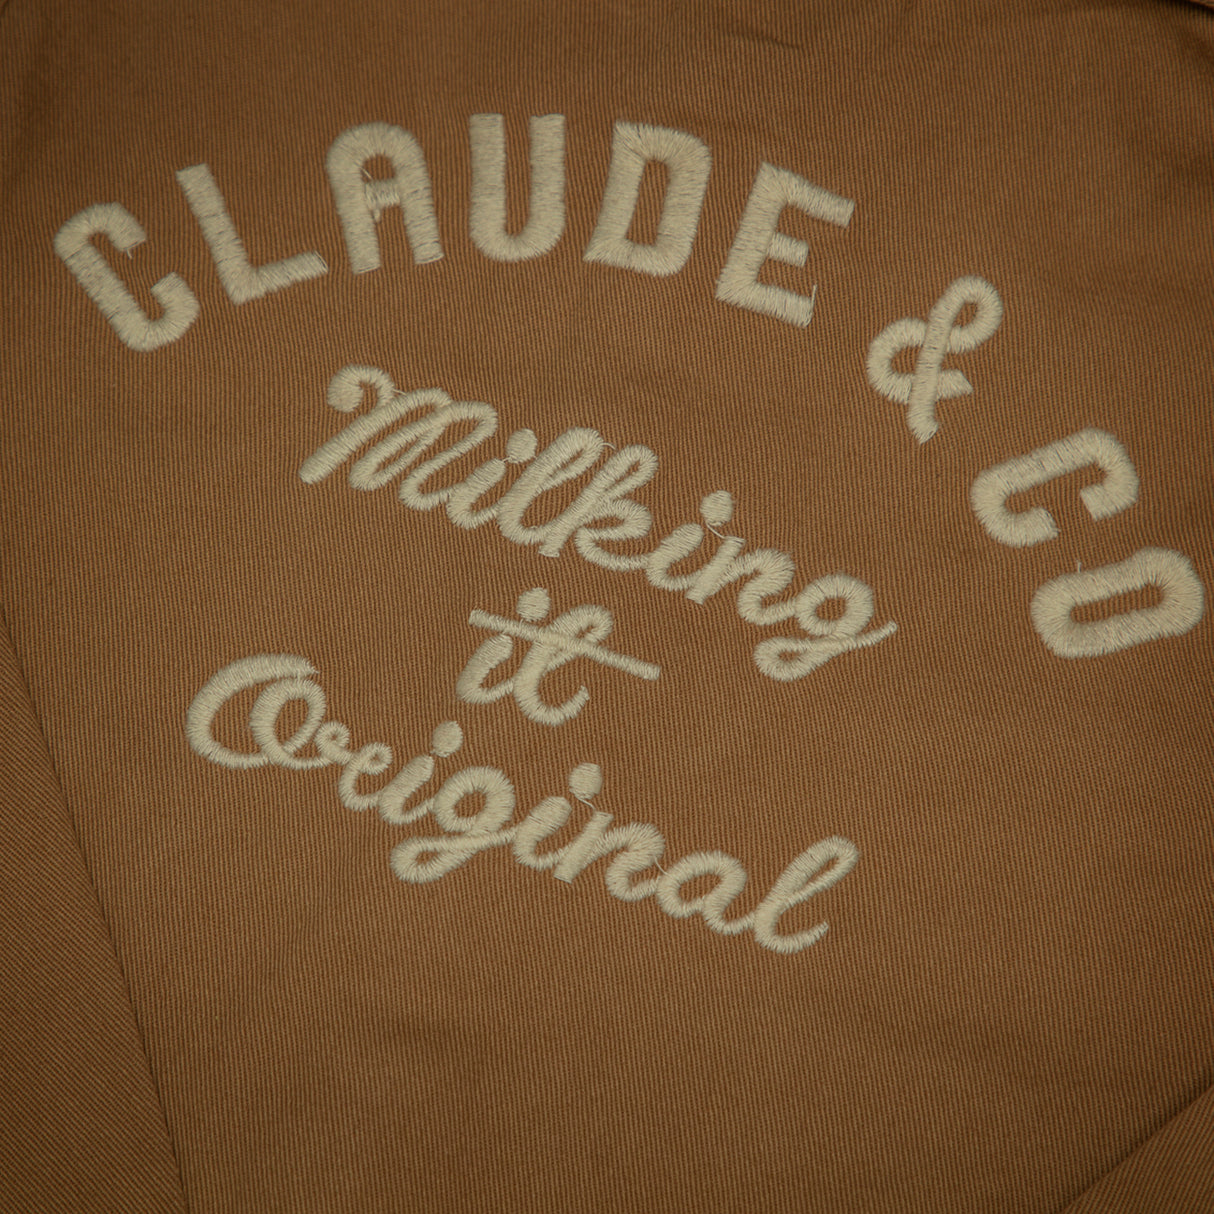 CLAUDE & CO
Milking
it
Original